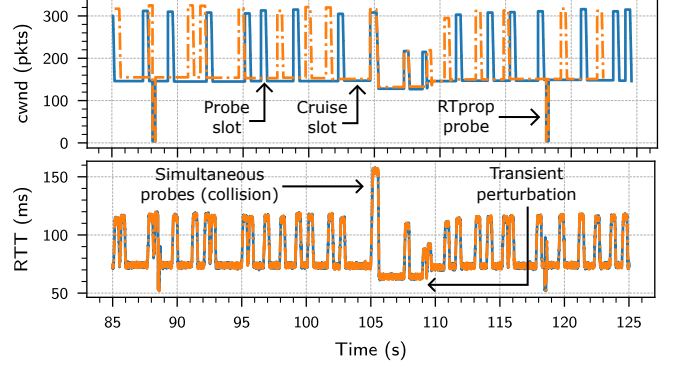 300
200
100
0
cwnd (pkts)
Probe
slot
Cruise
slot
RTprop
probe
150
100
50
RTT (ms)
Simultaneous
probes (collision)
Transient
perturbation
85 90 95 100 105 110 115 120 125
Time (s)